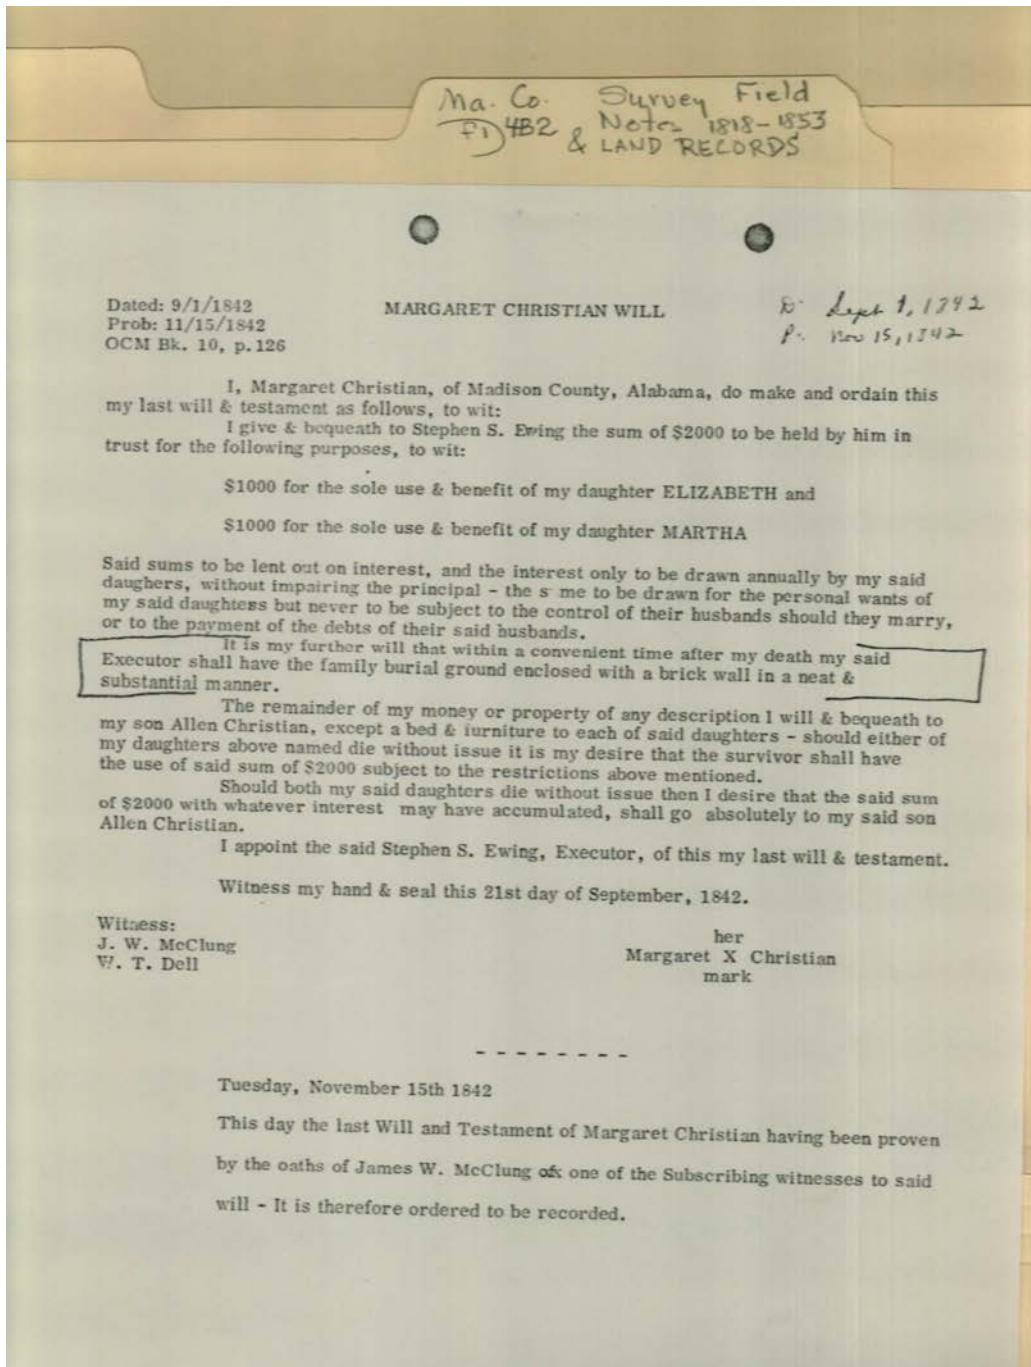 Ma. Co. Survey Field
f1) 4B2 & Notes 1818-1853
& LAND RECORDS
Dated: 9/1/1842
Prob: 11/15/1842
OCM Bk. 10, p.126
MARGARET CHRISTIAN WILL
D. Sept 1, 1842
P. Nov 15, 1842
I, Margaret Christian, of Madison County, Alabama, do make and ordain this
my last will & testament as follows, to wit:
I give & bequeath to Stephen S. Ewing the sum of $2000 to be held by him in
trust for the following purposes, to wit:
$1000 for the sole use & benefit of my daughter ELIZABETH and
$1000 for the sole use & benefit of my daughter MARTHA
Said sums to be lent out on interest, and the interest only to be drawn annually by my said
daughers, without impairing the principal - the s me to be drawn for the personal wants of
my said daughtess but never to be subject to the control of their husbands should they marry,
or to the payment of the debts of their said husbands.
It is my further will that within a convenient time after my death my said
Executor shall have the family burial ground enclosed with a brick wall in a neat &
substantial manner.
The remainder of my money or property of any description I will & bequeath to
my son Allen Christian, except a bed & furniture to each of said daughters - should either of
my daughters above named die without issue it is my desire that the survivor shall have
the use of said sum of $2000 subject to the restrictions above mentioned.
Should both my said daughters die without issue then I desire that the said sum
of $2000 with whatever interest may have accumulated, shall go absolutely to my said son
Allen Christian.
I appoint the said Stephen S. Ewing, Executor, of this my last will & testament.
Witness my hand & seal this 21st day of September, 1842.
Witness:
J. W. McClung
W. T. Dell
her
Margaret X Christian
mark
--------
Tuesday, November 15th 1842
This day the last Will and Testament of Margaret Christian having been proven
by the oaths of James W. McClung one of the Subscribing witnesses to said
will - It is therefore ordered to be recorded.